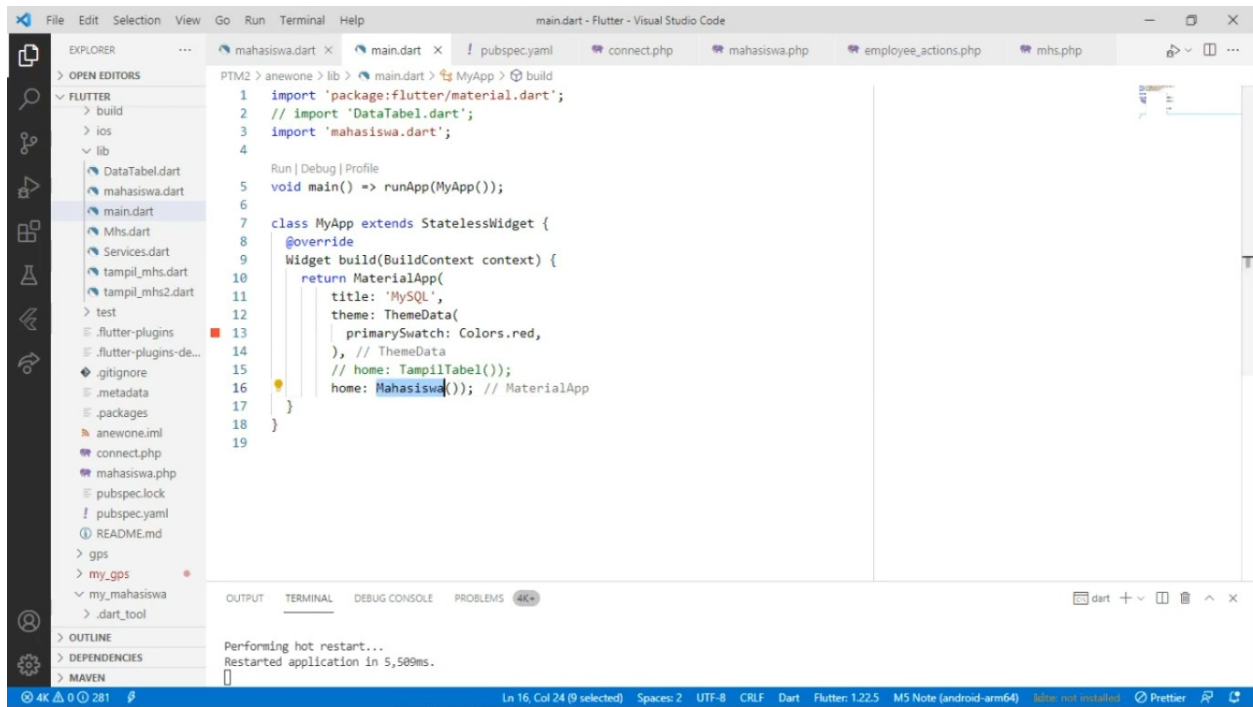 File Edit Selection View Go Run Terminal Help main.dart - Flutter - Visual Studio Code
EXPLORER ...
mahasiswa.dart main.dart pubspec.yaml connect.php mahasiswa.php employee_actions.php mhs.php
OPEN EDITORS
FLUTTER
build
ios
lib
DataTabel.dart
mahasiswa.dart
main.dart
Mhs.dart
Services.dart
tampil_mhs.dart
tampil_mhs2.dart
test
.flutter-plugins
.flutter-plugins-de...
.gitignore
.metadata
.packages
anewone.iml
connect.php
mahasiswa.php
pubspec.lock
pubspec.yaml
README.md
gps
my_gps
my_mahasiswa
.dart_tool
OUTLINE
DEPENDENCIES
MAVEN
PTM2 > anewone > lib > main.dart > MyApp > build
1 import 'package:flutter/material.dart';
2 // import 'DataTabel.dart';
3 import 'mahasiswa.dart';
4
Run | Debug | Profile
5 void main() => runApp(MyApp());
6
7 class MyApp extends StatelessWidget {
8 @override
9 Widget build(BuildContext context) {
10 return MaterialApp(
11 title: 'MySQL',
12 theme: ThemeData(
13 primarySwatch: Colors.red,
14 ), // ThemeData
15 // home: TampilTabel());
16 home: Mahasiswa()); // MaterialApp
17 }
18 }
19
OUTPUT TERMINAL DEBUG CONSOLE PROBLEMS 4K+ dart
Performing hot restart...
Restarted application in 5,509ms.
4K 0 281 Ln 16, Col 24 (9 selected) Spaces: 2 UTF-8 CRLF Dart Flutter: 1.22.5 M5 Note (android-arm64) not installed Prettier